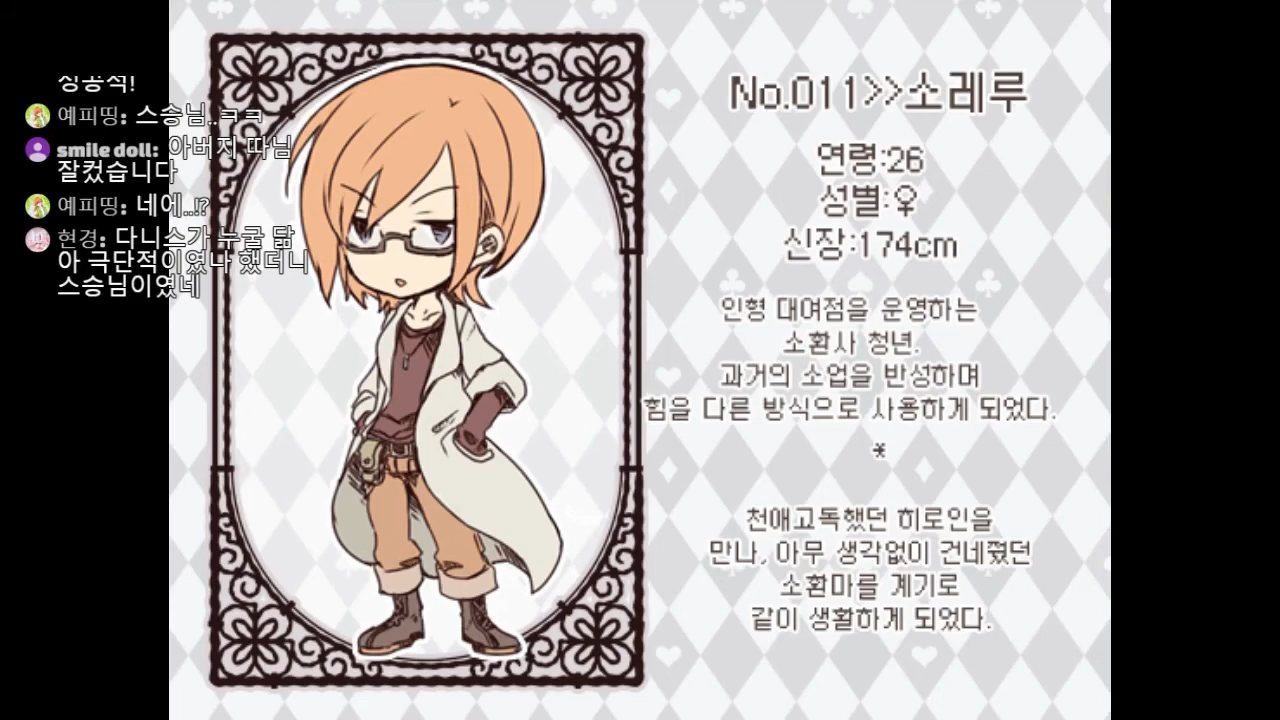 싱공적!
예피띵: 스승님..ㅋㅋ
smile doll: 아버지 따님
잘컸습니다
예피띵: 네에..!?
현경: 다니스가 누굴 닮
아 극단적이였나 했더니
스승님이였네
No.011>>소레루
연령:26
성별:♀
신장:174cm
인형 대여점을 운영하는
소환사 청년.
과거의 소업을 반성하며
힘을 다른 방식으로 사용하게 되었다.
*
천애고독했던 히로인을
만나, 아무 생각없이 건네줬던
소환마를 계기로
같이 생활하게 되었다.